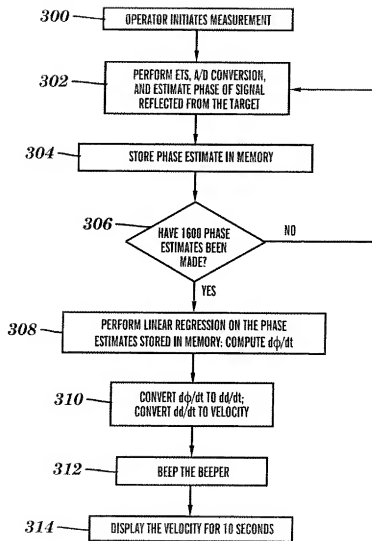 300
OPERATOR INITIATES MEASUREMENT
302
PERFORM ETS, A/D CONVERSION,
AND ESTIMATE PHASE OF SIGNAL
REFLECTED FROM THE TARGET
304
STORE PHASE ESTIMATE IN MEMORY
306
HAVE 1600 PHASE
ESTIMATES BEEN
MADE?
NO
YES
308
PERFORM LINEAR REGRESSION ON THE PHASE
ESTIMATES STORED IN MEMORY: COMPUTE dϕ/dt
310
CONVERT dϕ/dt TO dd/dt;
CONVERT dd/dt TO VELOCITY
312
BEEP THE BEEPER
314
DISPLAY THE VELOCITY FOR 10 SECONDS